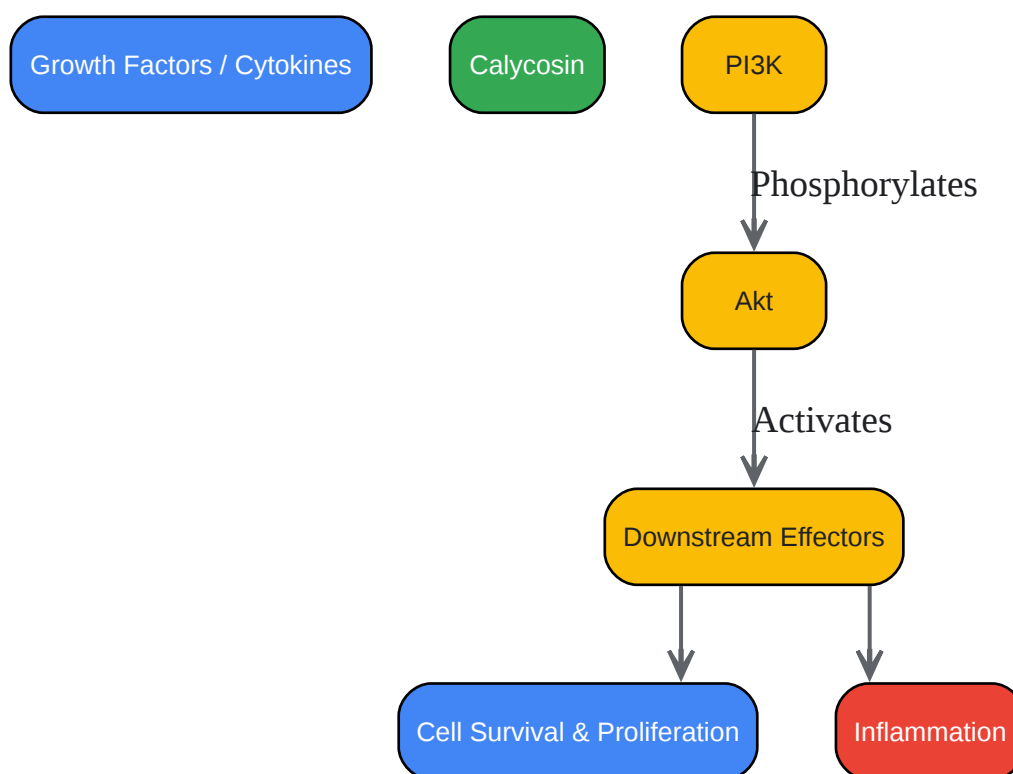 Growth Factors / Cytokines
Calycosin
PI3K
Phosphorylates
Akt
Activates
Downstream Effectors
Cell Survival & Proliferation
Inflammation